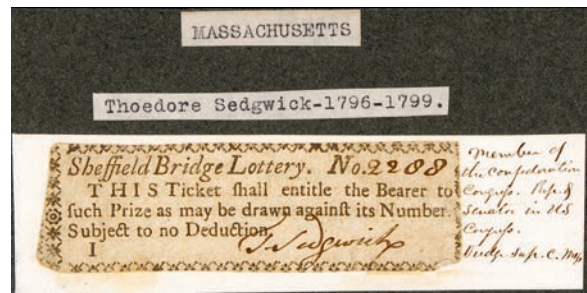 MASSACHUSETTS
Thoedore Sedgwick-1796-1799.
Sheffield Bridge Lottery. No. 2288
THIS Ticket ſhall entitle the Bearer to
ſuch Prize as may be drawn againſt its Number.
Subject to no Deduction.
T Sedgwick
I
Member of
the Confederation
Congress. Rep. &
Senator in US
Congress.
Judge Sup. C. Mass